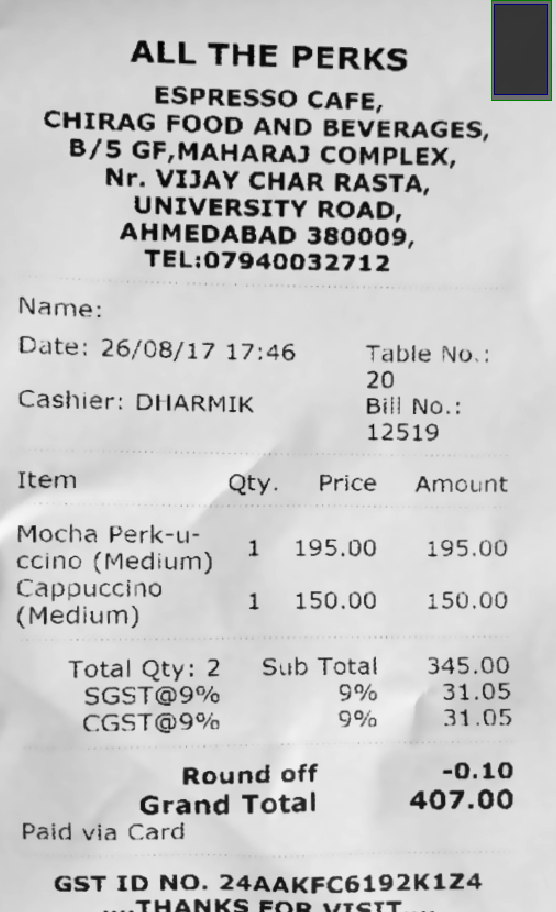 ALL THE PERKS
ESPRESSO CAFE,
CHIRAG FOOD AND BEVERAGES,
B/5 GF,MAHARAJ COMPLEX,
Nr. VIJAY CHAR RASTA,
UNIVERSITY ROAD,
AHMEDABAD 380009,
TEL:07940032712
Name:
Date: 26/08/17 17:46 Table No.:
20
Cashier: DHARMIK Bill No.:
12519
Item Qty. Price Amount
Mocha Perk-u-
ccino (Medium) 1 195.00 195.00
Cappuccino
(Medium) 1 150.00 150.00
Total Qty: 2 Sub Total 345.00
SGST@9% 9% 31.05
CGST@9% 9% 31.05
Round off -0.10
Grand Total 407.00
Paid via Card
GST ID NO. 24AAKFC6192K1Z4
....THANKS FOR VISIT....